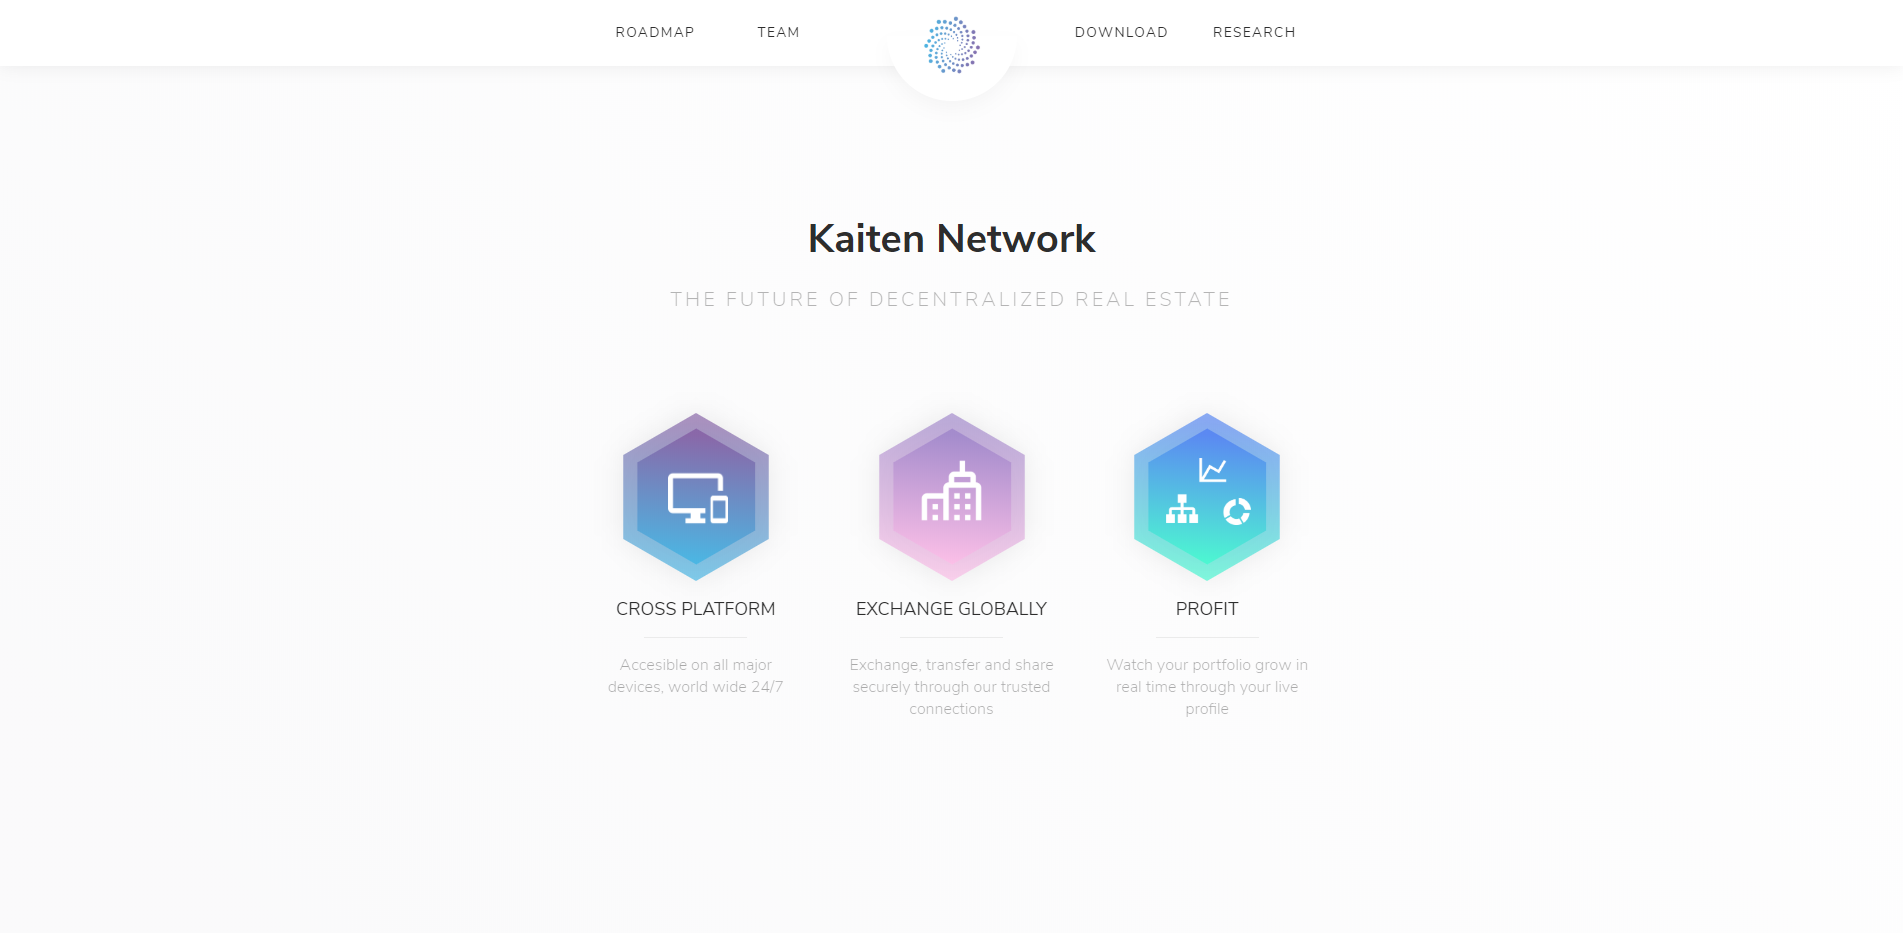 ROADMAP TEAM DOWNLOAD RESEARCH
Kaiten Network
THE FUTURE OF DECENTRALIZED REAL ESTATE
CROSS PLATFORM
Accesible on all major
devices, world wide 24/7
EXCHANGE GLOBALLY
Exchange, transfer and share
securely through our trusted
connections
PROFIT
Watch your portfolio grow in
real time through your live
profile